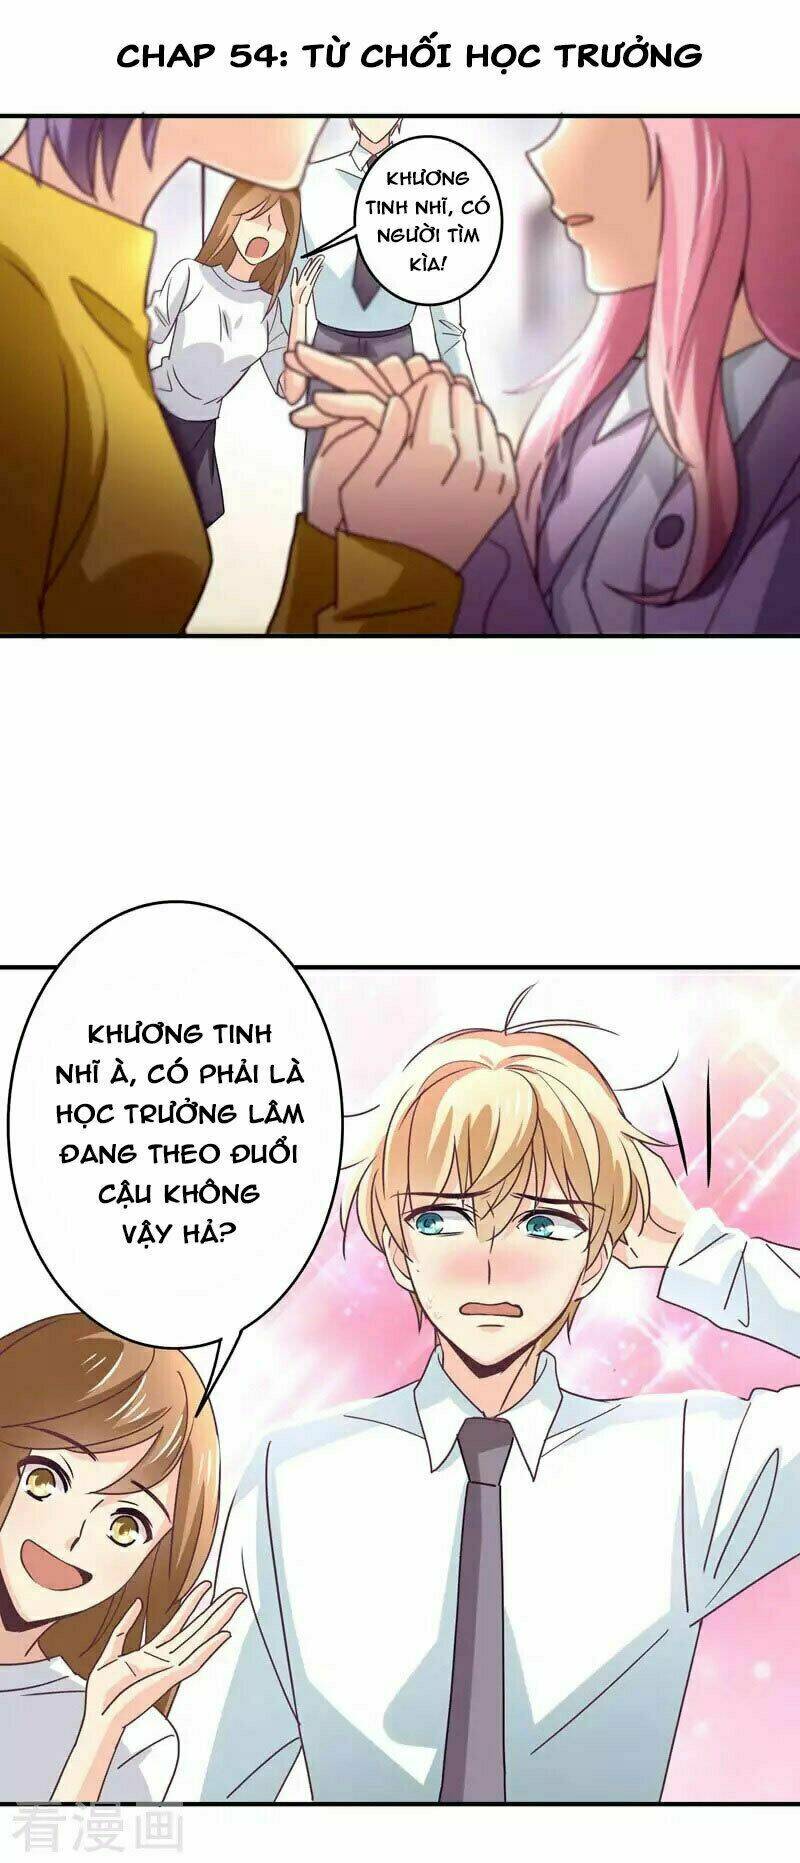 CHAP 54: TỪ CHỐI HỌC TRƯỞNG
KHƯƠNG
TINH NHĨ, CÓ
NGƯỜI TÌM
KÌA!
KHƯƠNG TINH
NHĨ À, CÓ PHẢI LÀ
HỌC TRƯỞNG LÂM
ĐANG THEO ĐUỔI
CẬU KHÔNG
VẬY HẢ?
看漫画